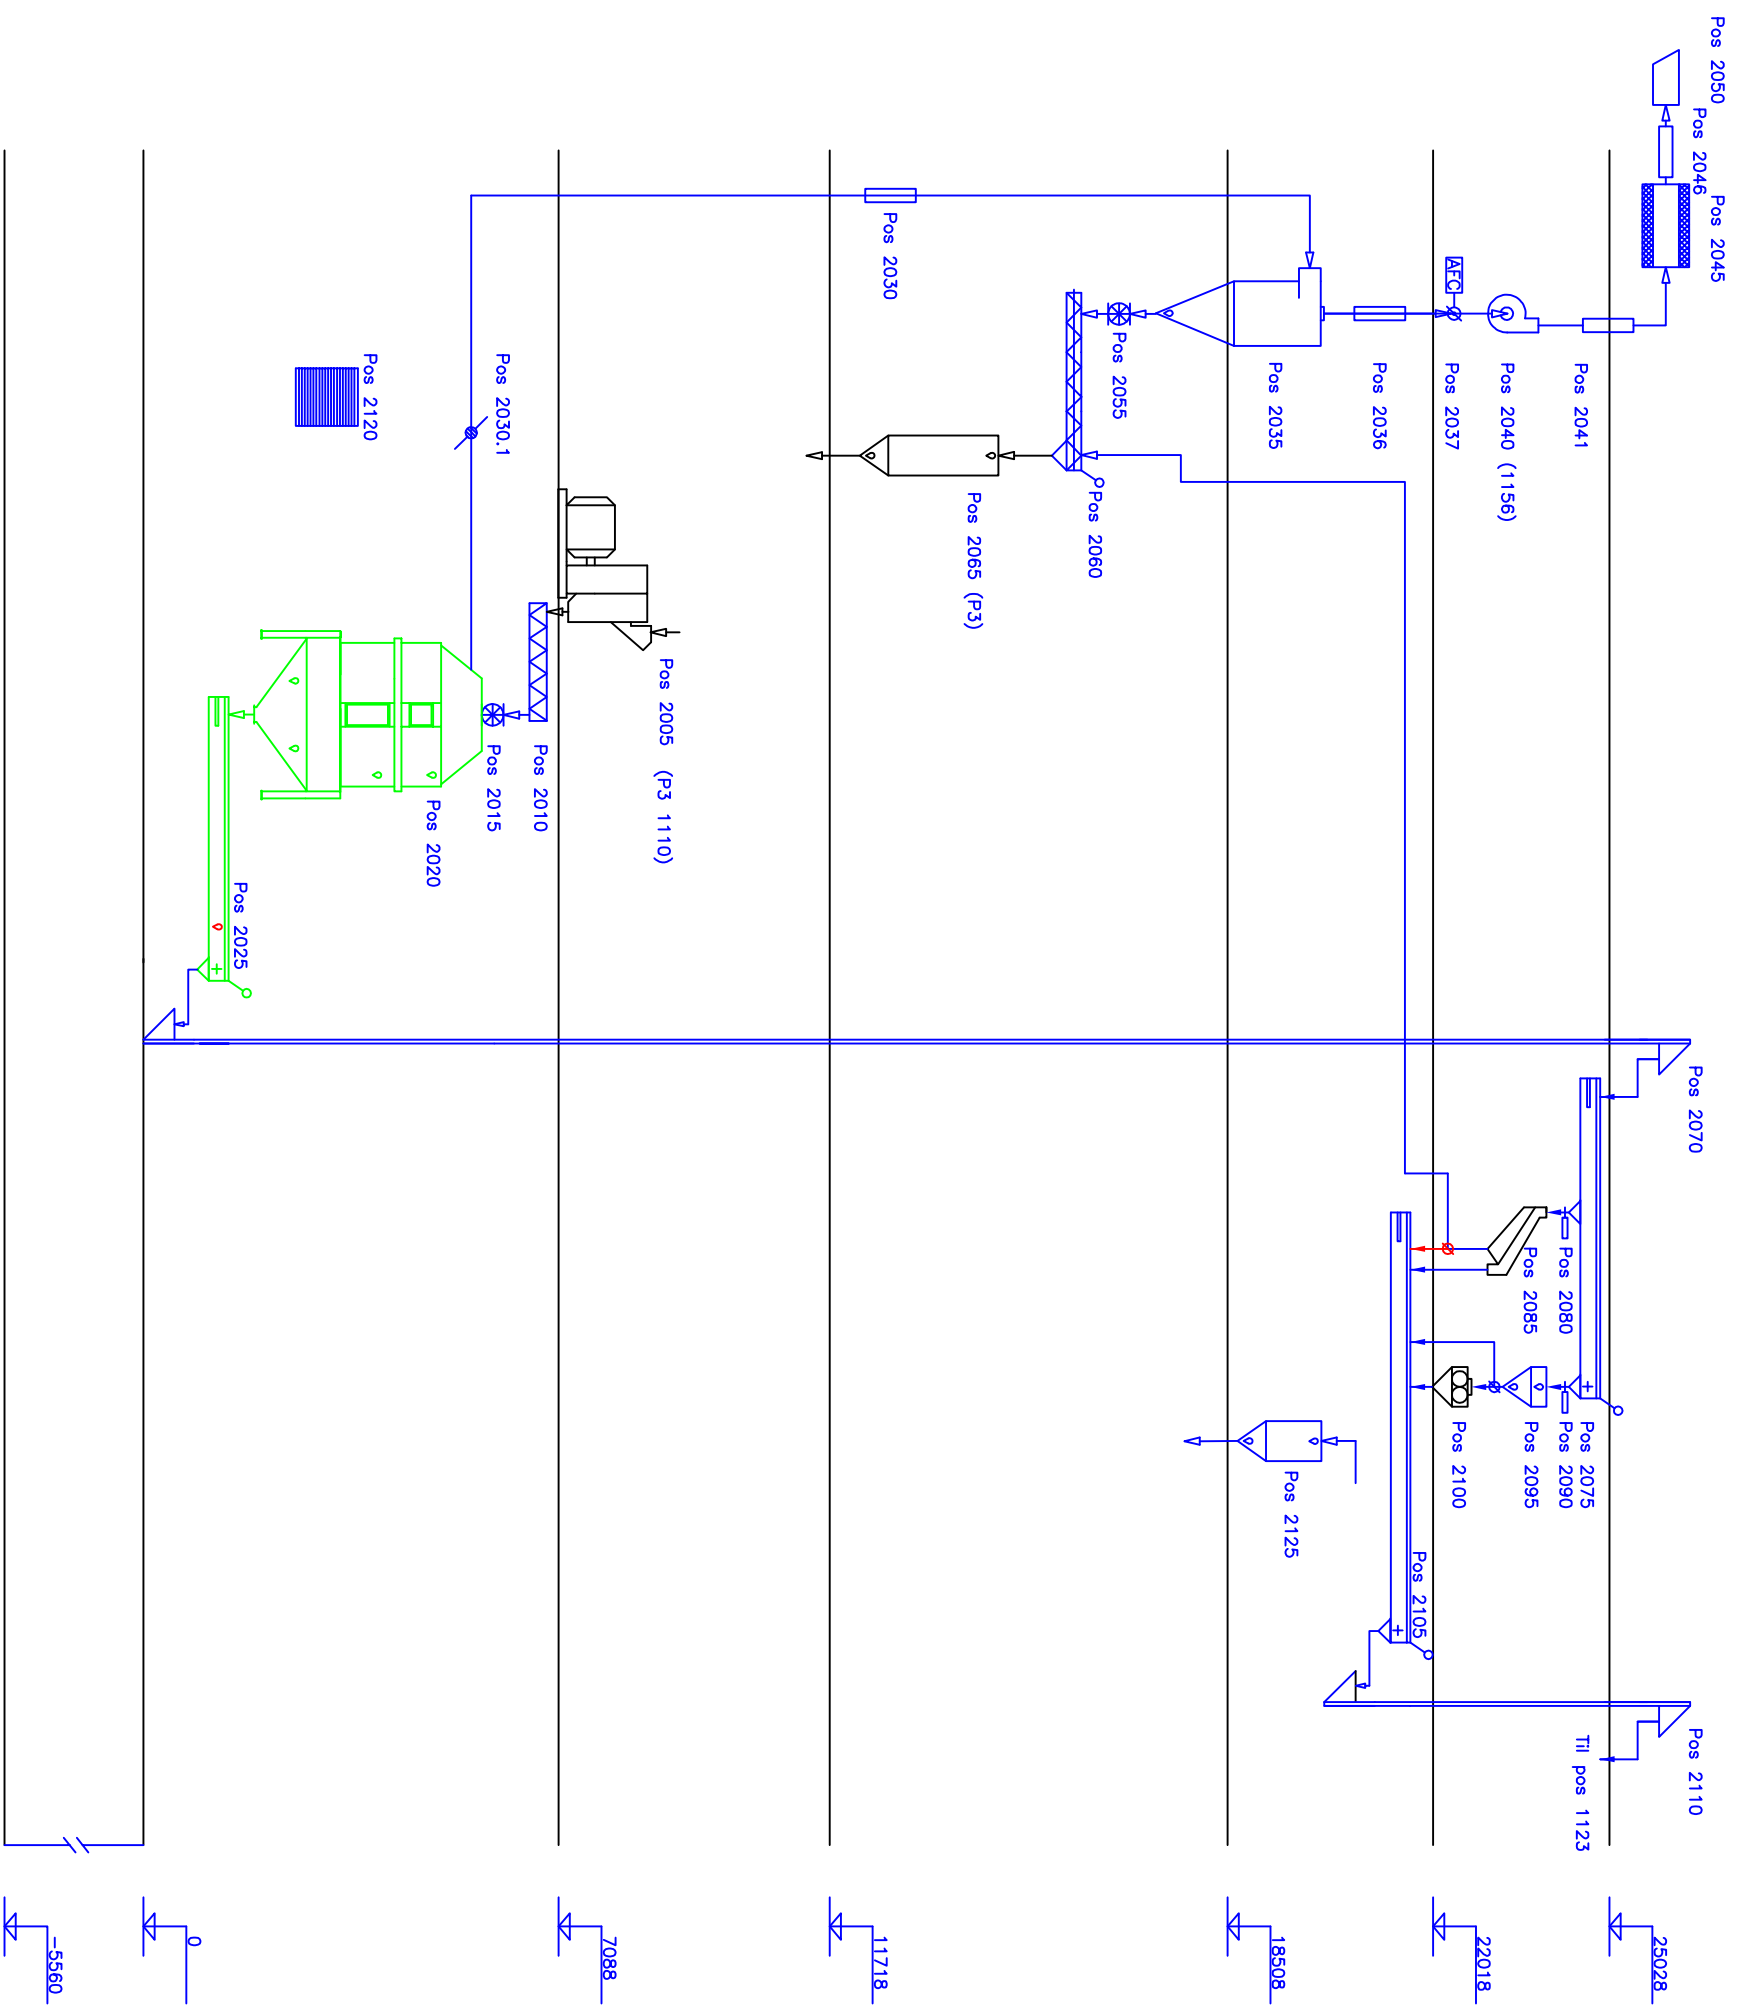 Pos 2050
Pos 2046
Pos 2045
AFC
Pos 2041
Pos 2040 (1156)
Pos 2037
Pos 2036
Pos 2035
Pos 2055
Pos 2060
Pos 2065 (P3)
Pos 2030
Pos 2030.1
Pos 2120
Pos 2005 (P3 1110)
Pos 2010
Pos 2015
Pos 2020
Pos 2025
Pos 2070
Pos 2080
Pos 2085
Pos 2075
Pos 2090
Pos 2095
Pos 2100
Pos 2125
Pos 2105
Pos 2110
Til pos 1123
25028
22018
18508
11718
7088
0
-5560